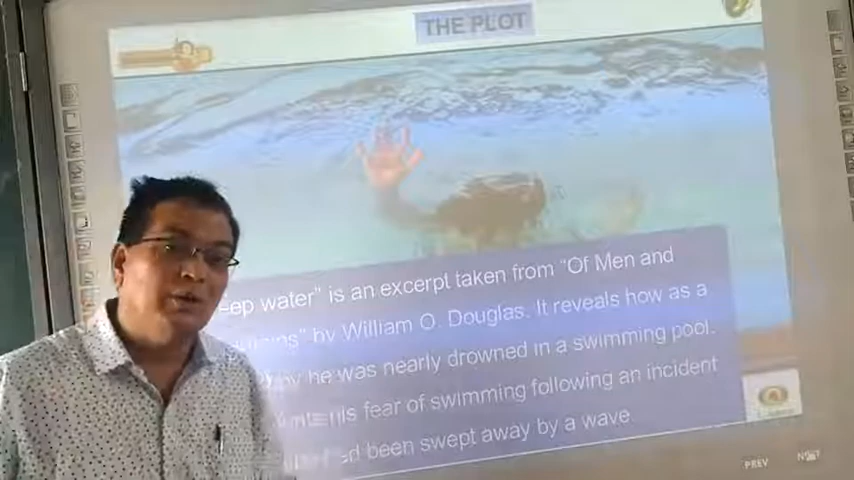 THE PLOT
eep water" is an excerpt taken from "Of Men and
by William O. Douglas. It reveals how as a
he was nearly drowned in a swimming pool.
his fear of swimming following an incident
had been swept away by a wave.
PREV